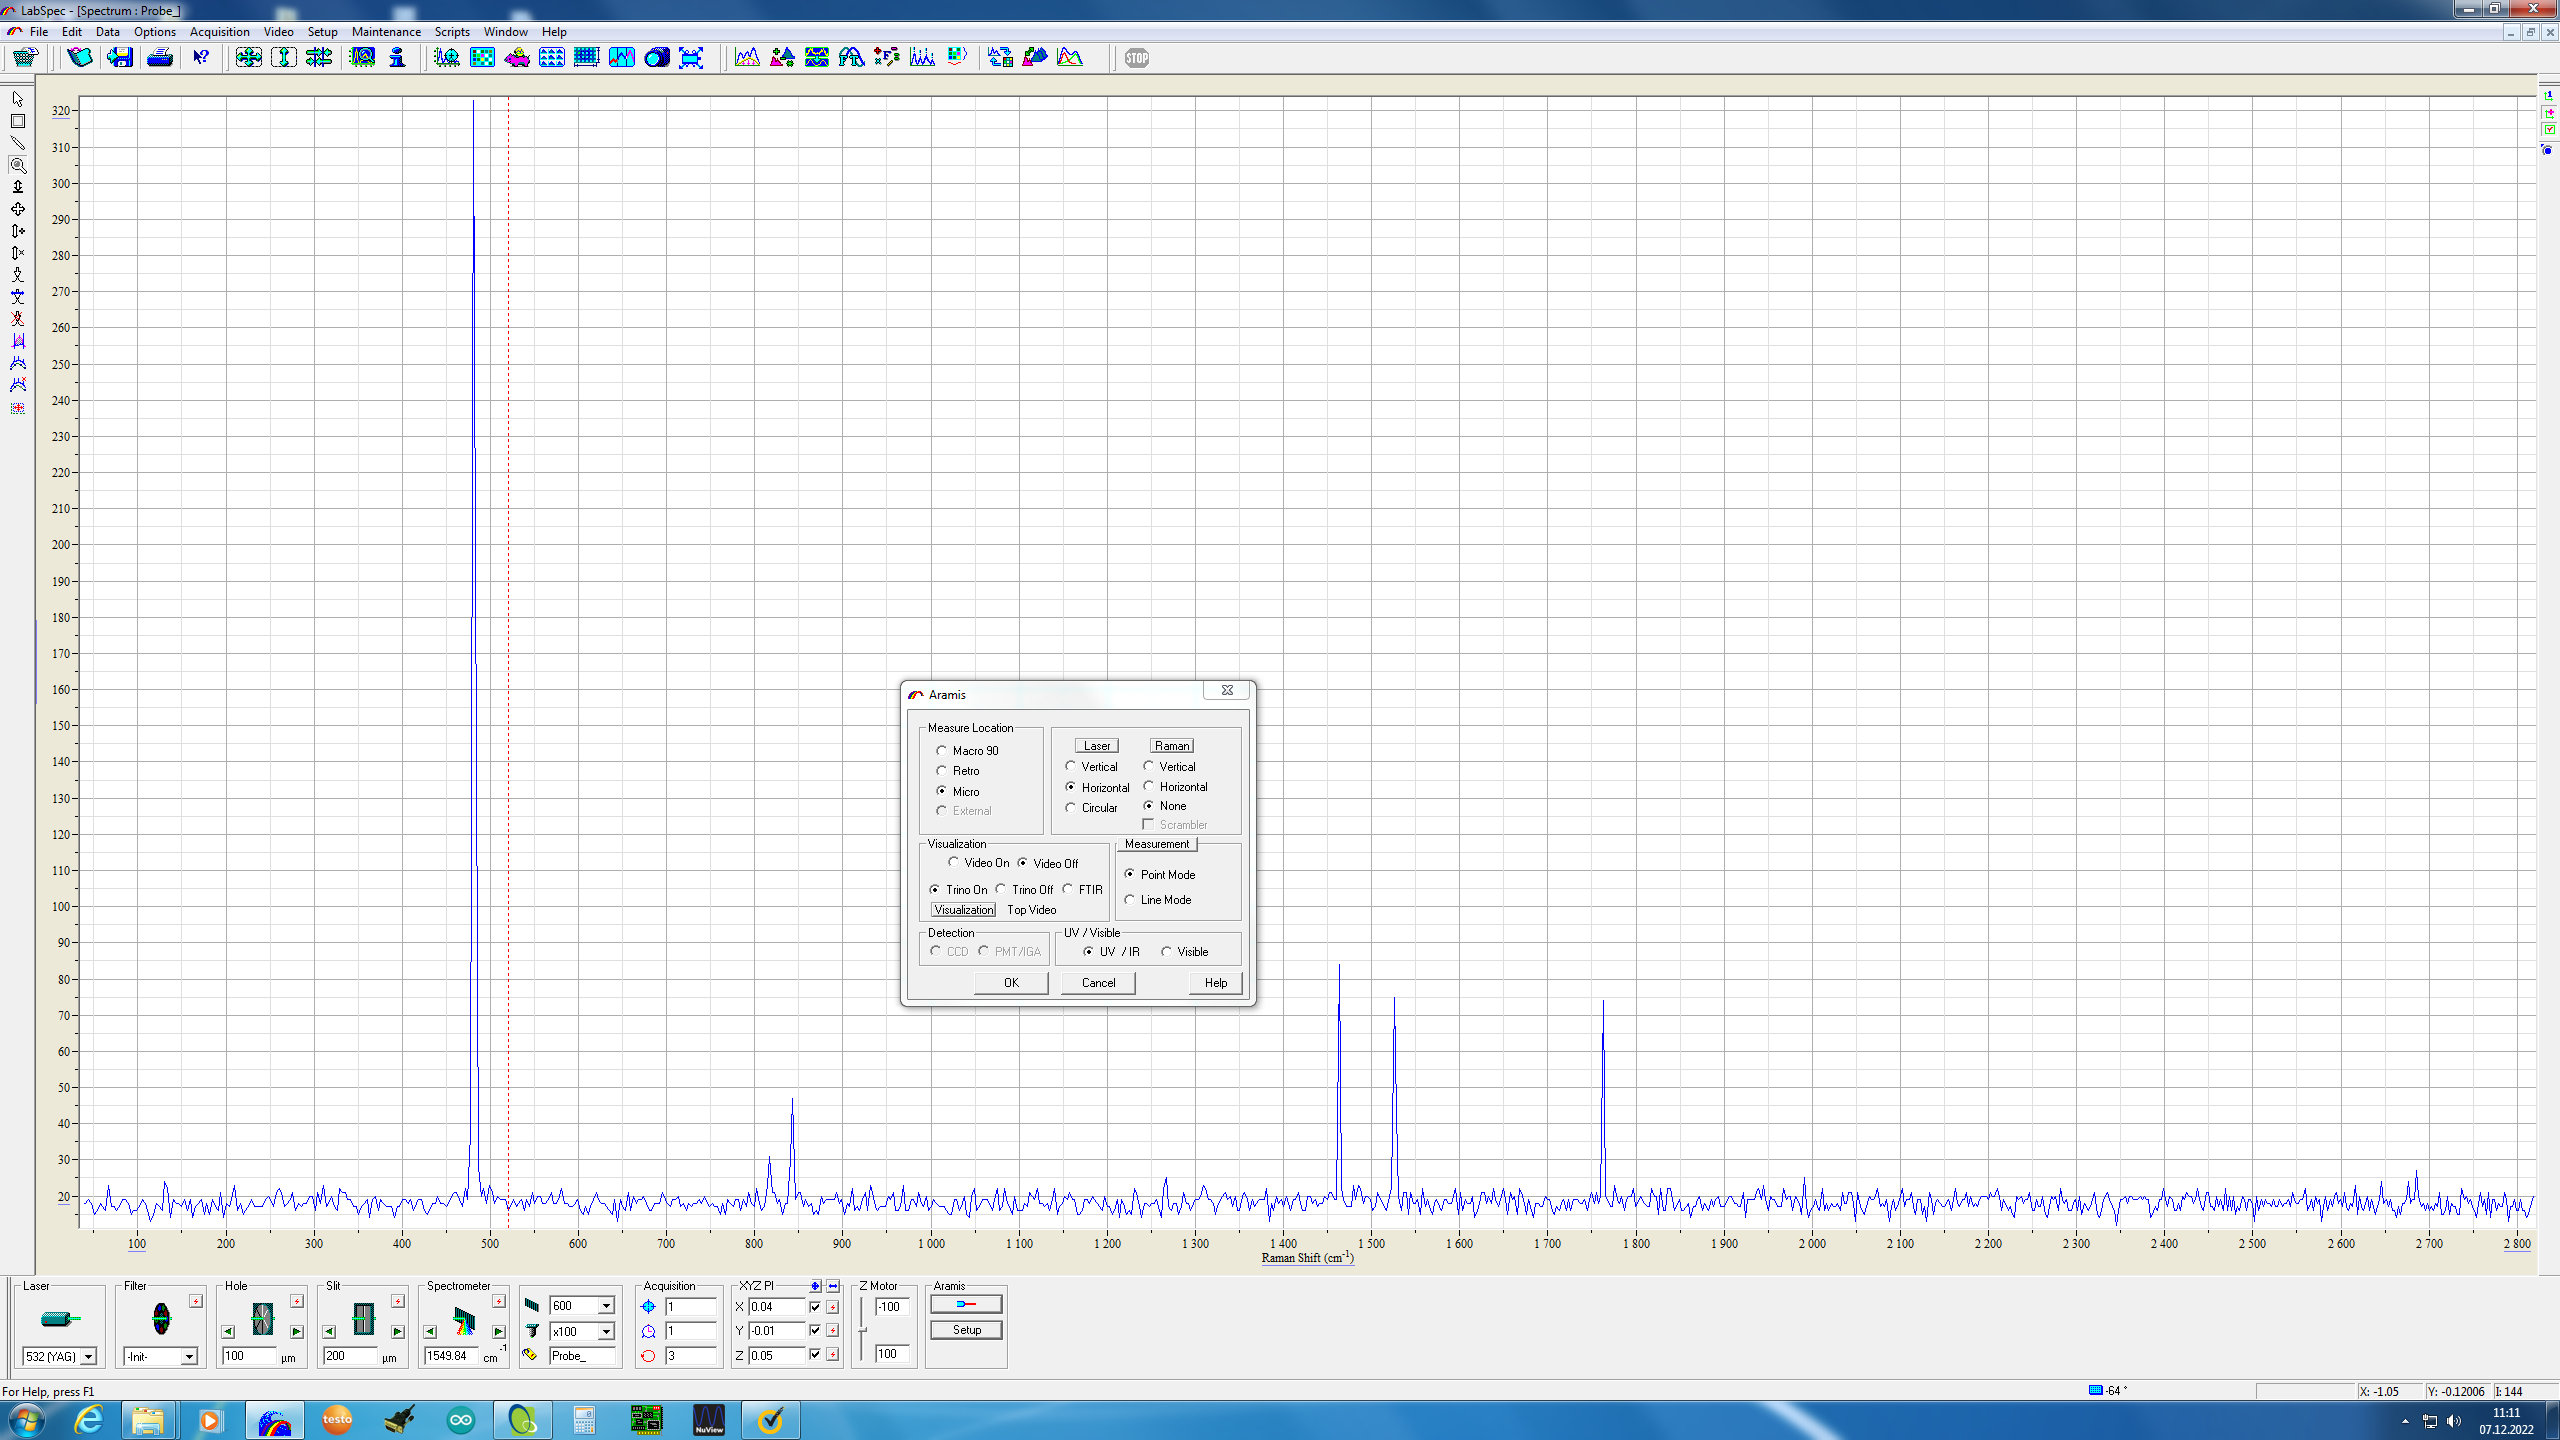 LabSpec - [Spectrum : Probe_]
File Edit Data Options Acquisition Video Setup Maintenance Scripts Window Help
STOP
320
310
300
290
280
270
260
250
240
230
220
210
200
190
180
170
160
150
140
130
120
110
100
90
80
70
60
50
40
30
20
Aramis
Measure Location
Macro 90
Retro
Micro
External
Laser Raman
Vertical Vertical
Horizontal Horizontal
Circular None
Scrambler
Visualization
Video On Video Off
Trino On Trino Off FTIR
Visualization Top Video
Measurement
Point Mode
Line Mode
Detection
CCD PMT/IGA
UV / Visible
UV / IR Visible
OK Cancel Help
100 200 300 400 500 600 700 800 900 1 000 1 100 1 200 1 300 1 400 1 500 1 600 1 700 1 800 1 900 2 000 2 100 2 200 2 300 2 400 2 500 2 600 2 700 2 800
Raman Shift (cm-1)
Laser
532 (YAG)
Filter
-Init-
Hole
100 µm
Slit
200 µm
Spectrometer
1549.84 cm-1
600
x100
Probe_
Acquisition
1
1
3
XYZ PI
X 0.04
Y -0.01
Z 0.05
Z Motor
-100
100
Aramis
Setup
For Help, press F1
-64 °
X: -1.05 Y: -0.12006 I: 144
testo
NuView
11:11
07.12.2022